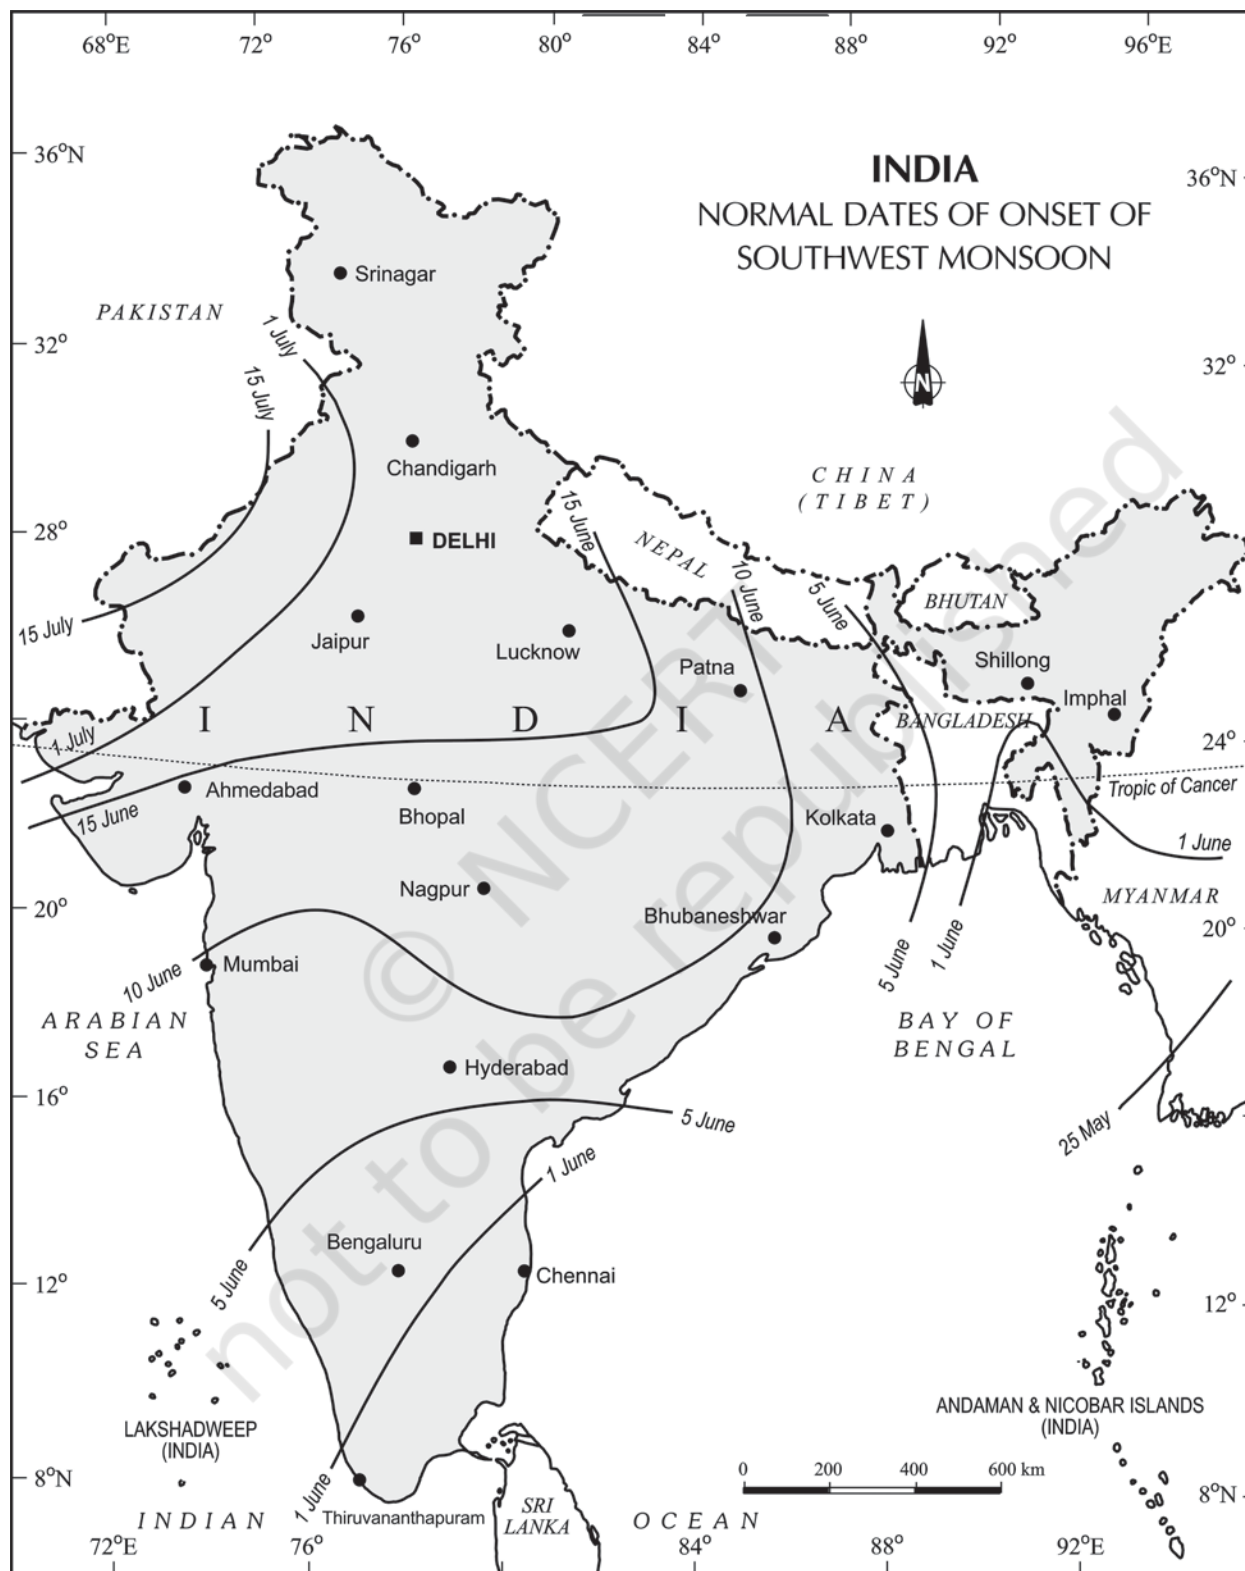 68°E 72° 76° 80° 84° 88° 92° 96°E
36°N
INDIA
NORMAL DATES OF ONSET OF
SOUTHWEST MONSOON
36°N
Srinagar
PAKISTAN
1 July
32°
32°
15 July
N
Chandigarh
CHINA
(TIBET)
15 June
28°
DELHI
NEPAL
10 June
5 June
BHUTAN
15 July
Jaipur
Lucknow
Patna
Shillong
Imphal
I N D I A
BANGLADESH
1 July
24°
Tropic of Cancer
Ahmedabad
15 June
Bhopal
Kolkata
1 June
Nagpur
MYANMAR
20°
Bhubaneshwar
20°
10 June
Mumbai
5 June
1 June
ARABIAN
SEA
BAY OF
BENGAL
Hyderabad
16°
5 June
25 May
1 June
Bengaluru
5 June
12°
Chennai
12°
LAKSHADWEEP
(INDIA)
ANDAMAN & NICOBAR ISLANDS
(INDIA)
8°N
0 200 400 600 km
8°N
1 June
Thiruvananthapuram
SRI
LANKA
INDIAN OCEAN
72°E 76° 84° 88° 92°E
© NCERT
not to be republished